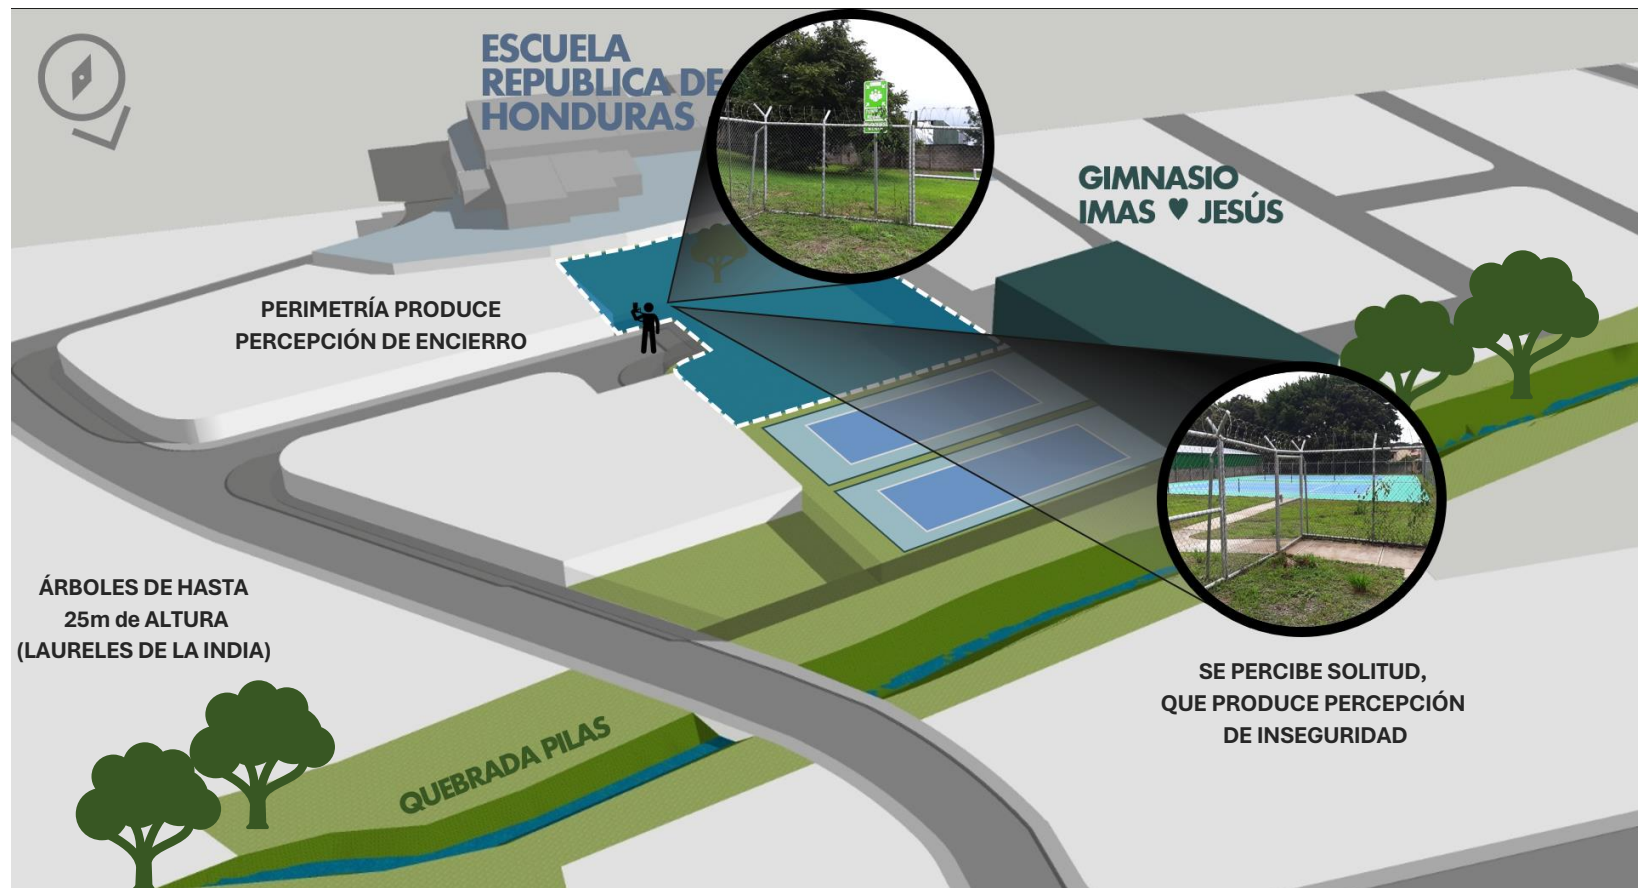 ESCUELA
REPUBLICA DE
HONDURAS
GIMNASIO
IMAS ♥ JESÚS
PERIMETRÍA PRODUCE
PERCEPCIÓN DE ENCIERRO
ÁRBOLES DE HASTA
25m de ALTURA
(LAURELES DE LA INDIA)
SE PERCIBE SOLITUD,
QUE PRODUCE PERCEPCIÓN
DE INSEGURIDAD
QUEBRADA PILAS